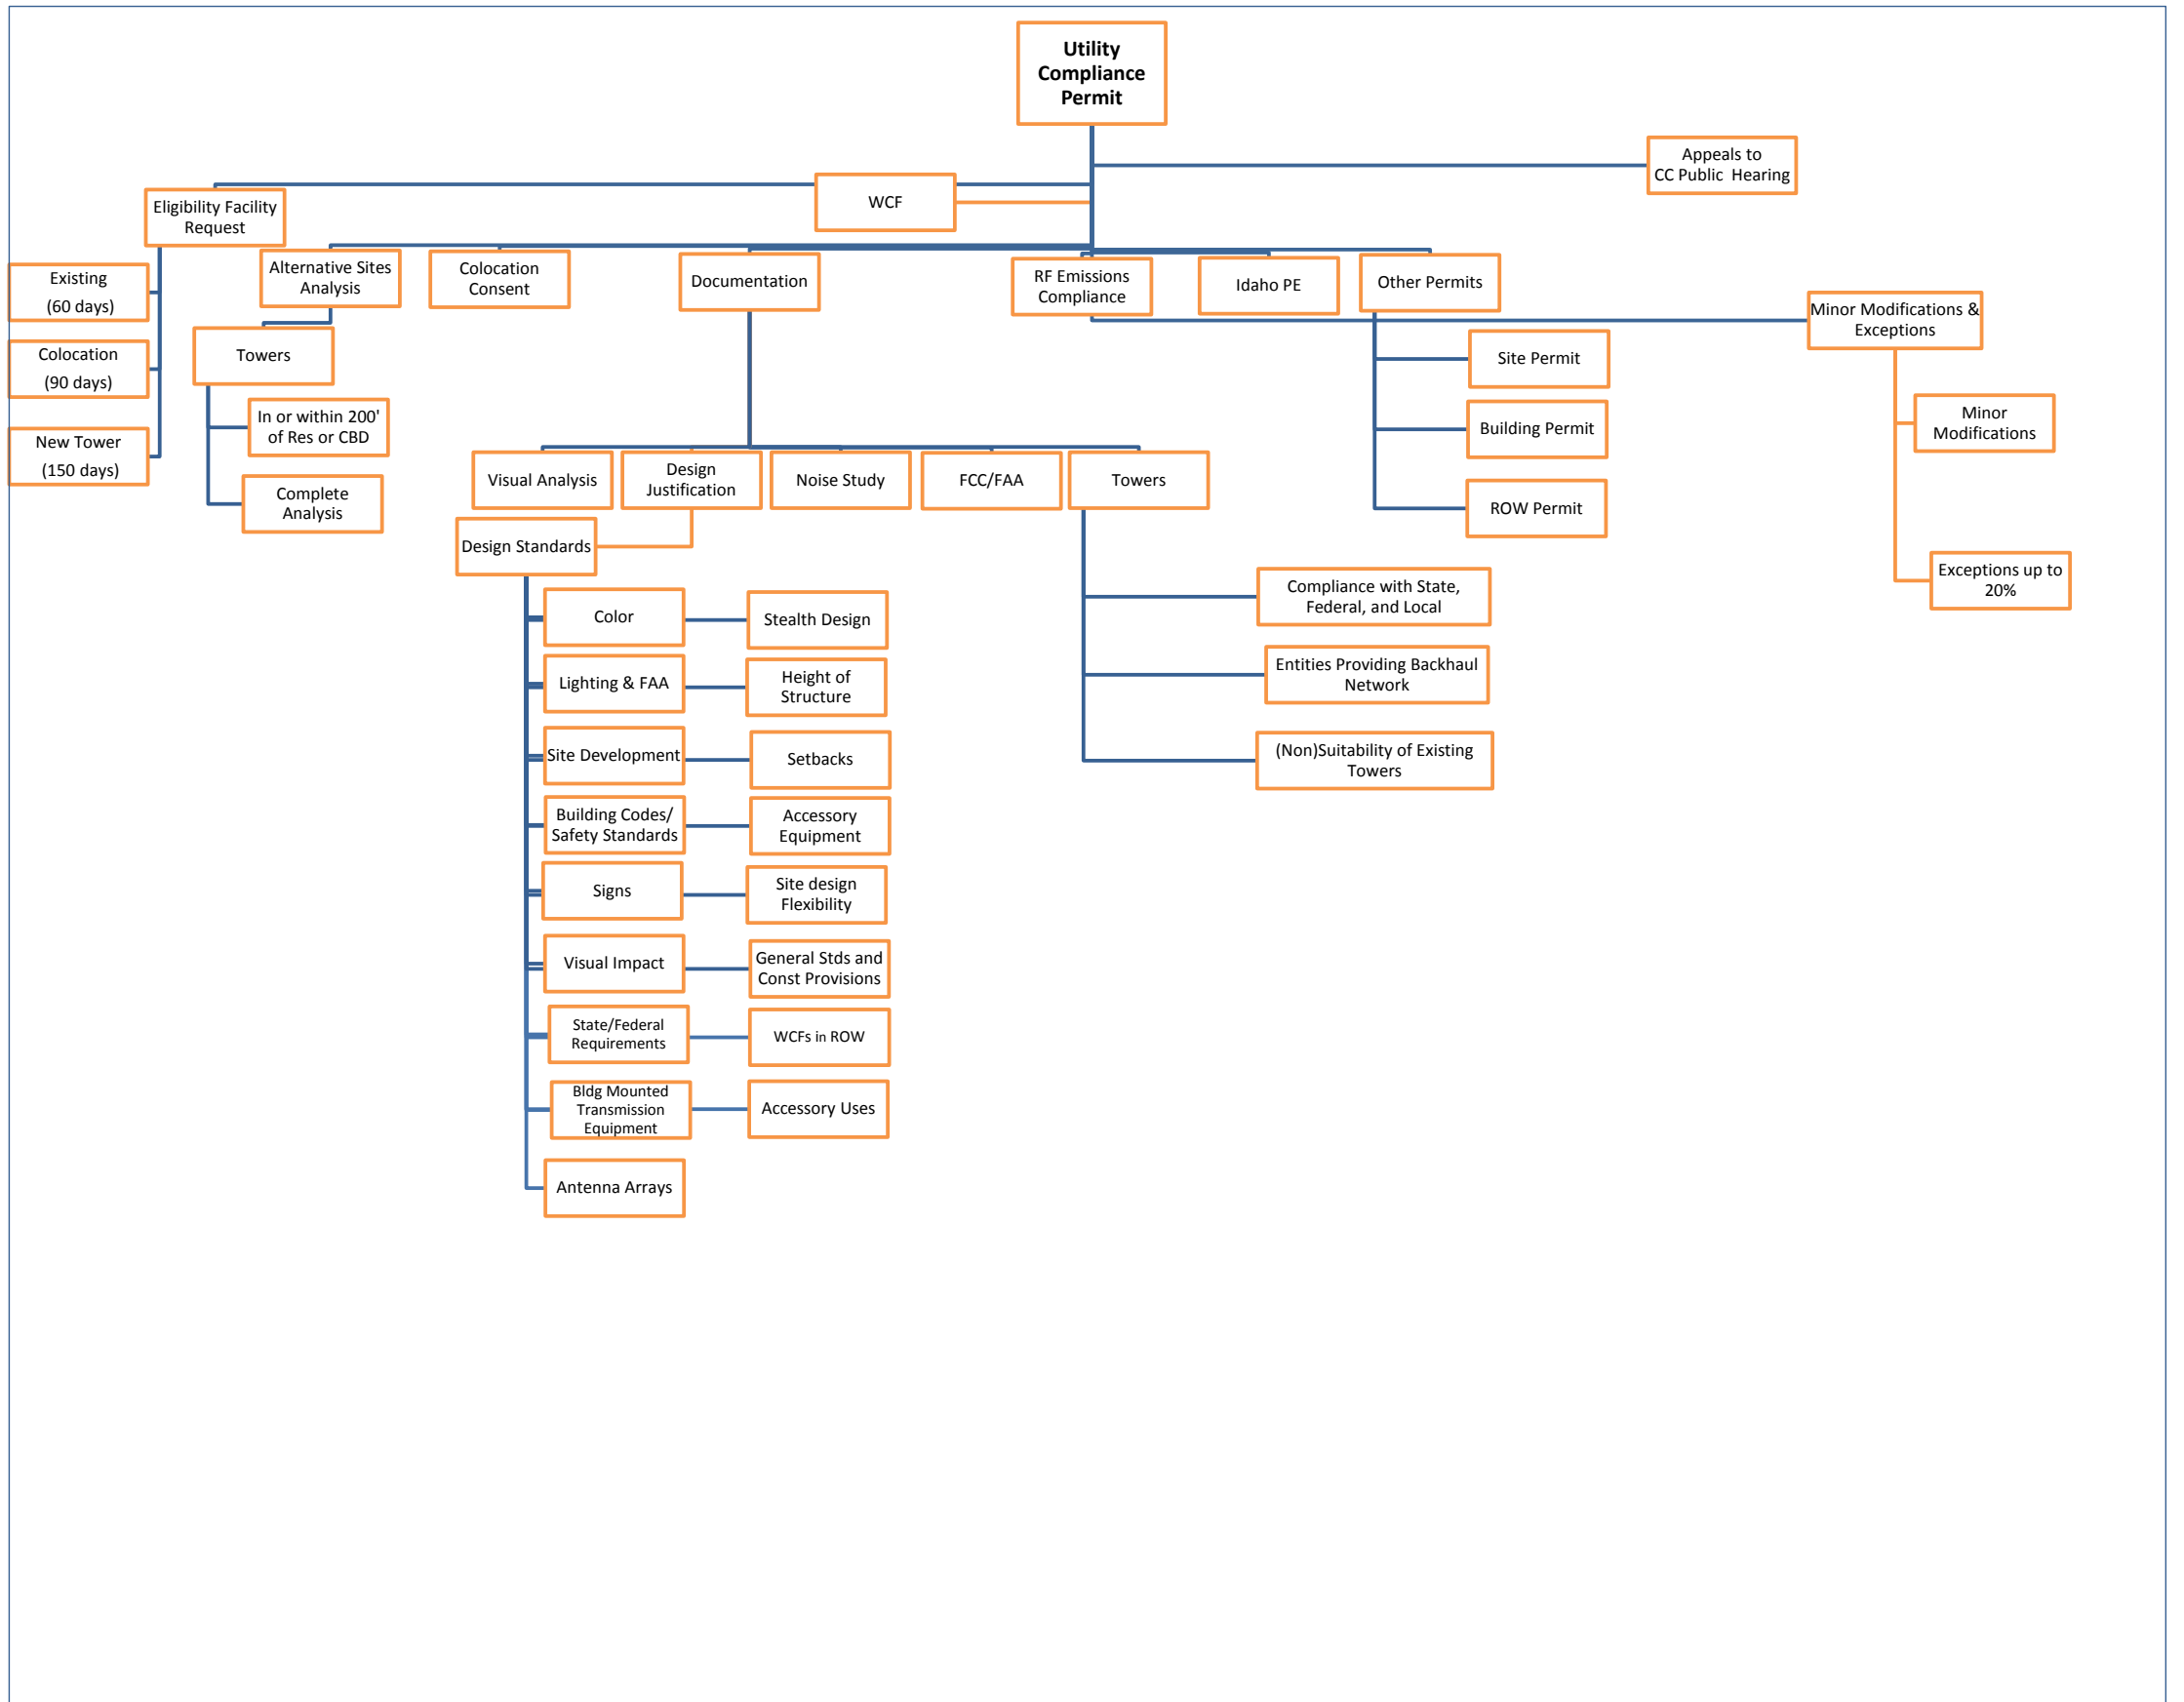 Utility
Compliance
Permit
Appeals to
CC Public Hearing
WCF
Eligibility Facility
Request
Existing
(60 days)
Colocation
(90 days)
New Tower
(150 days)
Alternative Sites
Analysis
Towers
In or within 200'
of Res or CBD
Complete
Analysis
Colocation
Consent
Documentation
RF Emissions
Compliance
Idaho PE
Other Permits
Site Permit
Building Permit
ROW Permit
Minor Modifications &
Exceptions
Minor
Modifications
Exceptions up to
20%
Visual Analysis
Design
Justification
Noise Study
FCC/FAA
Towers
Design Standards
Color
Stealth Design
Lighting & FAA
Height of
Structure
Site Development
Setbacks
Building Codes/
Safety Standards
Accessory
Equipment
Signs
Site design
Flexibility
Visual Impact
General Stds and
Const Provisions
State/Federal
Requirements
WCFs in ROW
Bldg Mounted
Transmission
Equipment
Accessory Uses
Antenna Arrays
Compliance with State,
Federal, and Local
Entities Providing Backhaul
Network
(Non)Suitability of Existing
Towers